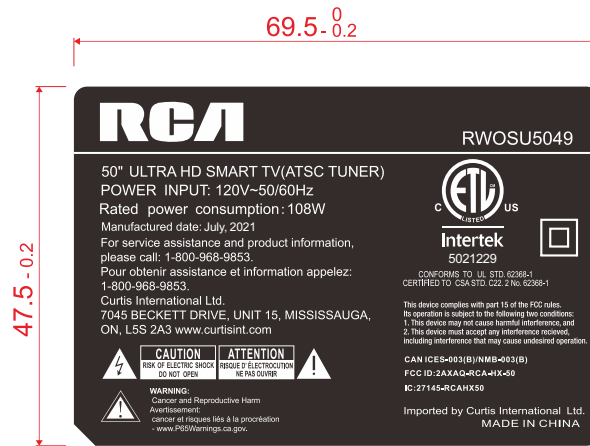 69.5 - 0 0.2
47.5 - 0.2
RCA
RWOSU5049
50" ULTRA HD SMART TV(ATSC TUNER)
POWER INPUT: 120V~50/60Hz
Rated power consumption: 108W
Manufactured date: July, 2021
For service assistance and product information,
please call: 1-800-968-9853.
Pour obtenir assistance et information appelez:
1-800-968-9853.
Curtis International Ltd.
7045 BECKETT DRIVE, UNIT 15, MISSISSAUGA,
ON, L5S 2A3 www.curtisint.com
CAUTION
RISK OF ELECTRIC SHOCK
DO NOT OPEN
ATTENTION
RISQUE D'ÉLECTROCUTION
NE PAS OUVRIR
WARNING:
Cancer and Reproductive Harm
Avertissement:
cancer et risques liés à la procréation
- www.P65Warnings.ca.gov.
ETL
CM
C LISTED US
Intertek
5021229
CONFORMS TO UL STD. 62368-1
CERTIFIED TO CSA STD. C22. 2 No. 62368-1
This device complies with part 15 of the FCC rules.
Its operation is subject to the following two conditions:
1. This device may not cause harmful interference, and
2. This device must accept any interference recieved,
including interference that may cause undesired operation.
CAN ICES-003(B)/NMB-003(B)
FCC ID:2AXAQ-RCA-HX-50
IC:27145-RCAHX50
Imported by Curtis International Ltd.
MADE IN CHINA